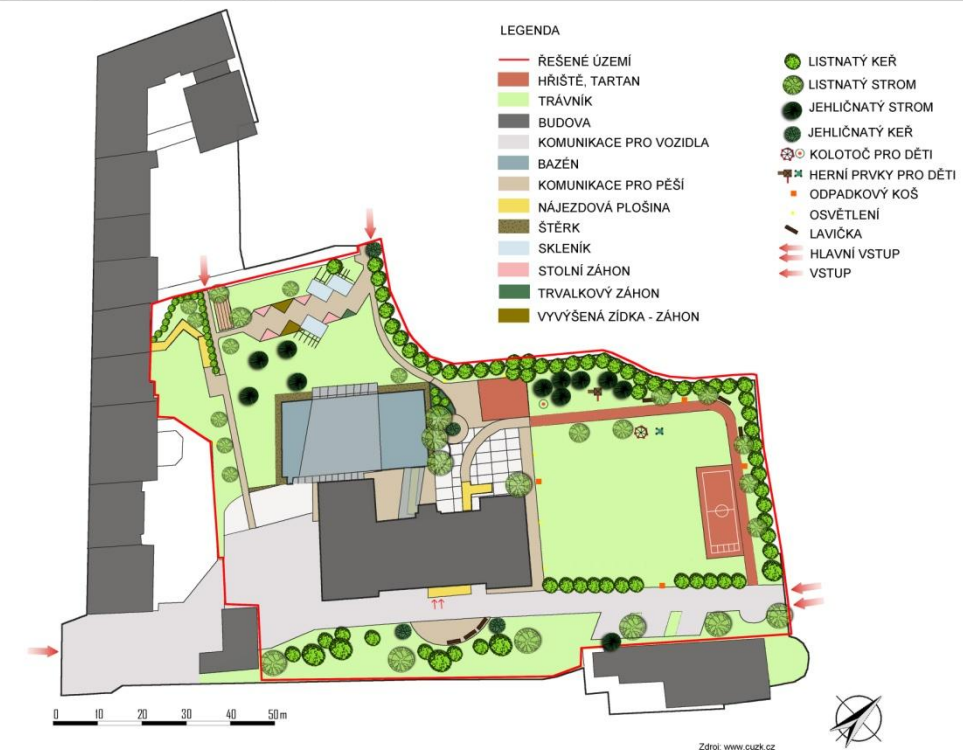 LEGENDA
ŘEŠENÉ ÚZEMÍ
HŘIŠTĚ, TARTAN
TRÁVNÍK
BUDOVA
KOMUNIKACE PRO VOZIDLA
BAZÉN
KOMUNIKACE PRO PĚŠÍ
NÁJEZDOVÁ PLOŠINA
ŠTĚRK
SKLENÍK
STOLNÍ ZÁHON
TRVALKOVÝ ZÁHON
VYVÝŠENÁ ZÍDKA - ZÁHON
LISTNATÝ KEŘ
LISTNATÝ STROM
JEHLIČNATÝ STROM
JEHLIČNATÝ KEŘ
KOLOTOČ PRO DĚTI
HERNÍ PRVKY PRO DĚTI
ODPADKOVÝ KOŠ
OSVĚTLENÍ
LAVIČKA
HLAVNÍ VSTUP
VSTUP
0 10 20 30 40 50 m
Zdroj: www.cuzk.cz